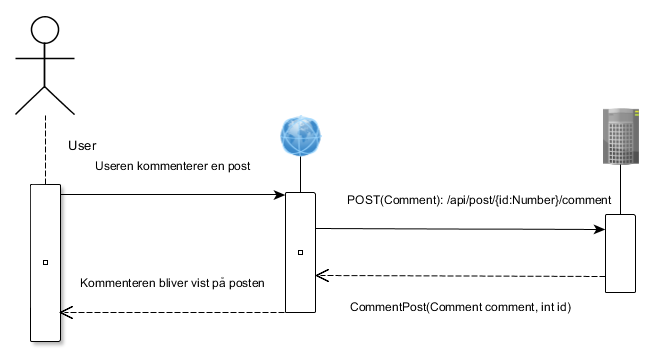 User
Useren kommenterer en post
POST(Comment): /api/post/{id:Number}/comment
Kommenteren bliver vist på posten
CommentPost(Comment comment, int id)